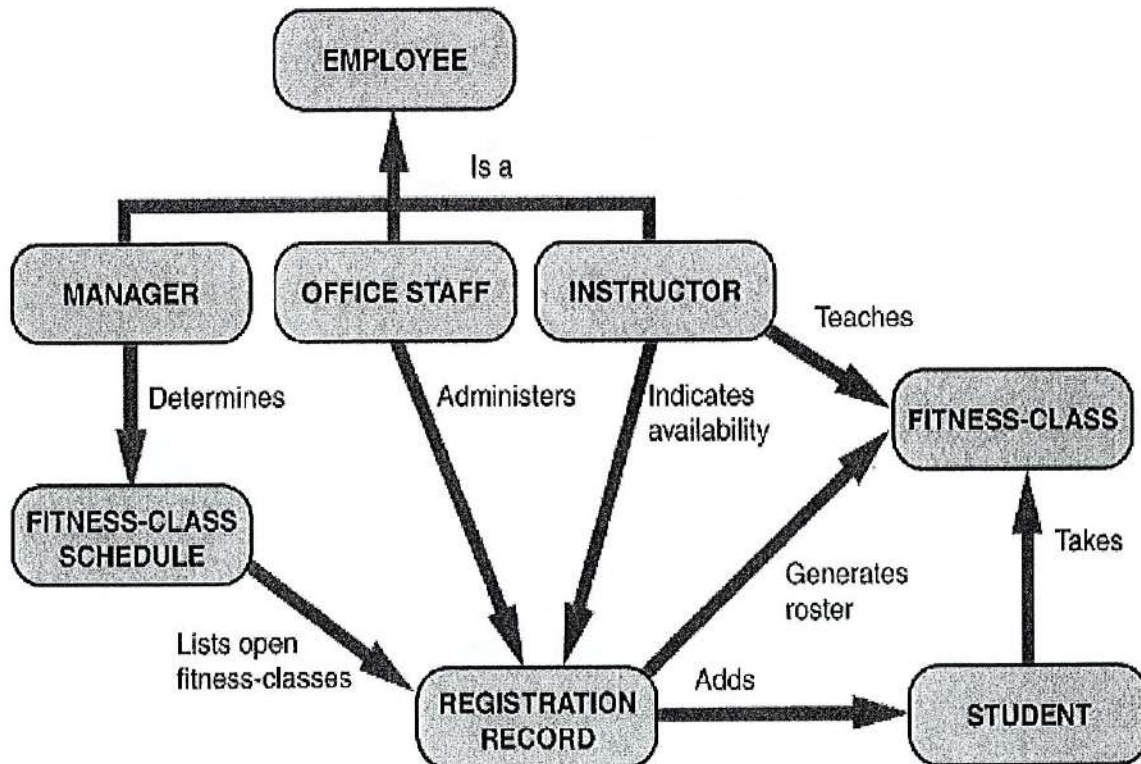 EMPLOYEE
Is a
MANAGER
OFFICE STAFF
INSTRUCTOR
Teaches
Determines
Administers
Indicates
availability
FITNESS-CLASS
FITNESS-CLASS
SCHEDULE
Takes
Generates
roster
Lists open
fitness-classes
REGISTRATION
RECORD
Adds
STUDENT